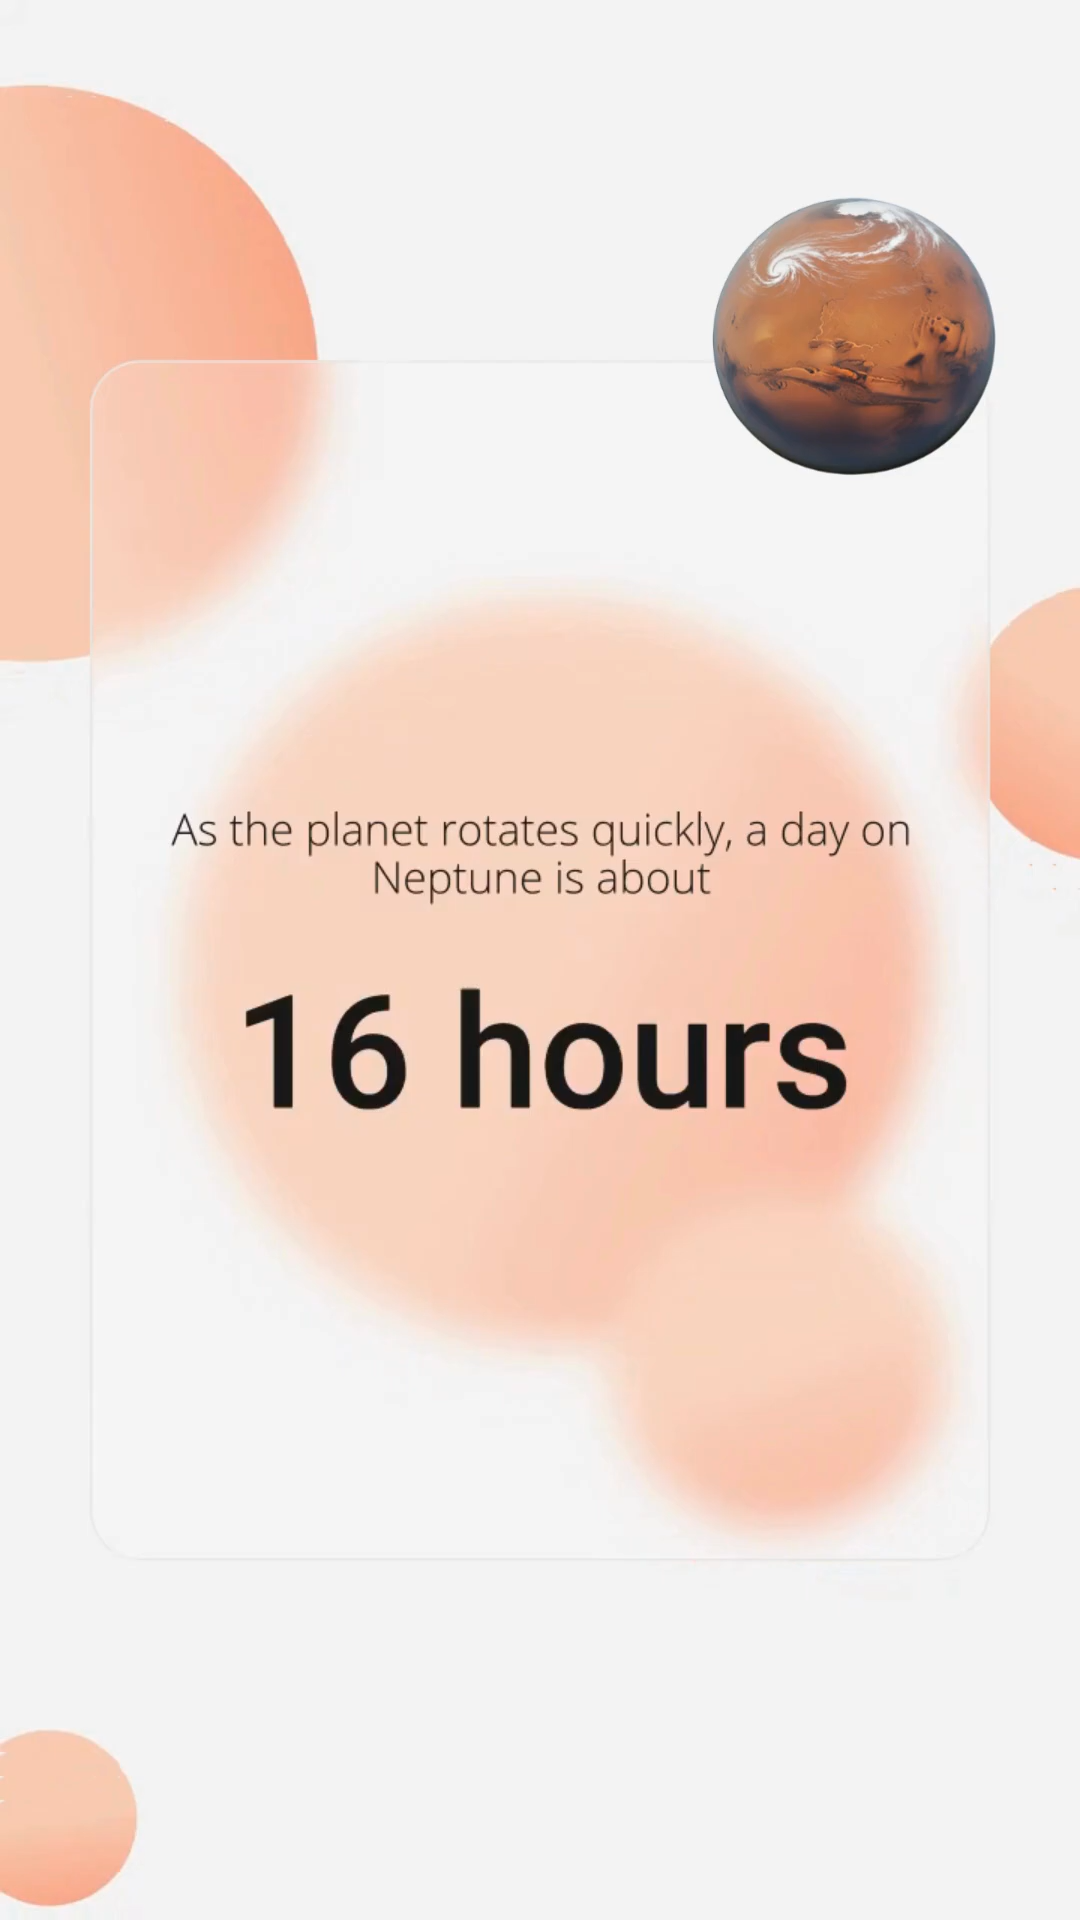 As the planet rotates quickly, a day on
Neptune is about
16 hours